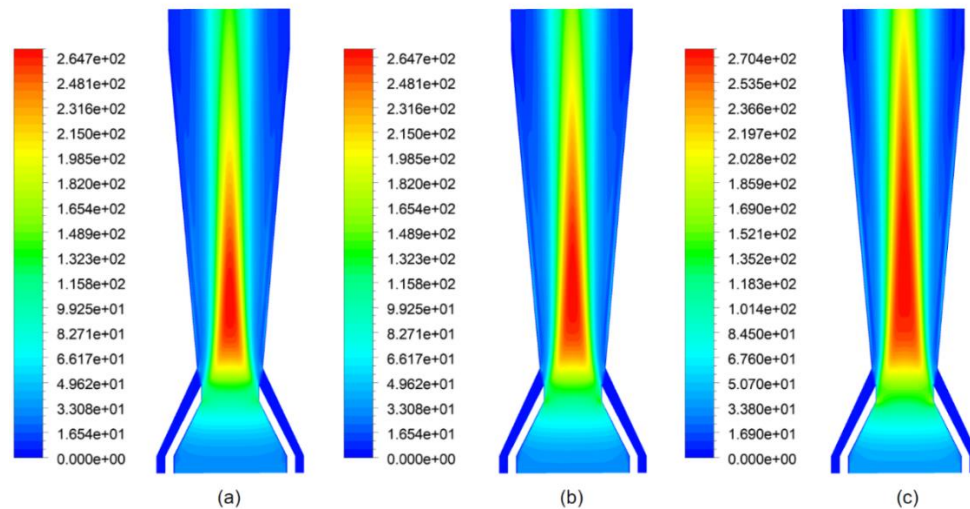 2.647e+02
2.481e+02
2.316e+02
2.150e+02
1.985e+02
1.820e+02
1.654e+02
1.489e+02
1.323e+02
1.158e+02
9.925e+01
8.271e+01
6.617e+01
4.962e+01
3.308e+01
1.654e+01
0.000e+00
(a)
2.647e+02
2.481e+02
2.316e+02
2.150e+02
1.985e+02
1.820e+02
1.654e+02
1.489e+02
1.323e+02
1.158e+02
9.925e+01
8.271e+01
6.617e+01
4.962e+01
3.308e+01
1.654e+01
0.000e+00
(b)
2.704e+02
2.535e+02
2.366e+02
2.197e+02
2.028e+02
1.859e+02
1.690e+02
1.521e+02
1.352e+02
1.183e+02
1.014e+02
8.450e+01
6.760e+01
5.070e+01
3.380e+01
1.690e+01
0.000e+00
(c)